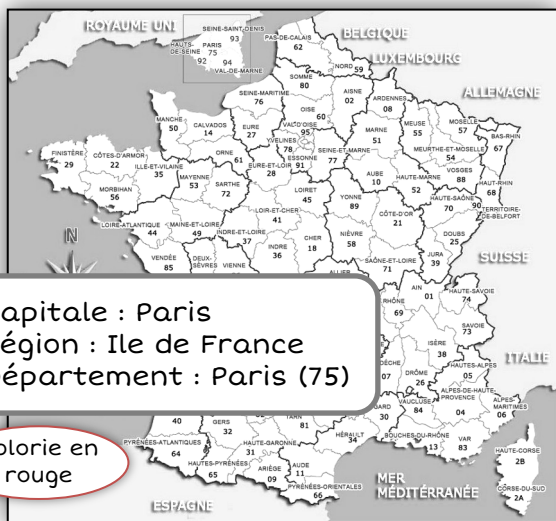 ROYAUME UNI
SEINE-SAINT-DENIS
93
HAUTS-DE-SEINE
92
PARIS
75
94
VAL-DE-MARNE
PAS-DE-CALAIS
62
BELGIQUE
LUXEMBOURG
NORD 59
SOMME
80
AISNE
02
ARDENNES
08
ALLEMAGNE
SEINE-MARITIME
76
OISE
60
MANCHE
50
CALVADOS
14
EURE
27
VAL-D'OISE
95
YVELINES
78
ESSONNE
91
SEINE-ET-MARNE
77
MARNE
51
MEUSE
55
MOSELLE
57
BAS-RHIN
67
MEURTHE-ET-MOSELLE
54
FINISTÈRE
29
CÔTES-D'ARMOR
22
ILLE-ET-VILAINE
35
ORNE
61
EURE-ET-LOIR
28
AUBE
10
HAUTE-MARNE
52
VOSGES
88
HAUT-RHIN
68
MORBIHAN
56
MAYENNE
53
SARTHE
72
LOIRET
45
YONNE
89
HAUTE-SAÔNE
70
90
TERRITOIRE-DE-BELFORT
LOIRE-ATLANTIQUE
44
MAINE-ET-LOIRE
49
LOIR-ET-CHER
41
INDRE-ET-LOIRE
37
CÔTE-D'OR
21
DOUBS
25
N
VENDÉE
85
DEUX-SÈVRES
VIENNE
INDRE
36
CHER
18
NIÈVRE
58
SAÔNE-ET-LOIRE
71
JURA
39
SUISSE
ALLIER
AIN
01
RHÔNE
69
HAUTE-SAVOIE
74
SAVOIE
73
apitale : Paris
égion : Ile de France
épartement : Paris (75)
ISÈRE
38
ITALIE
DÈCHE
07
DRÔME
26
HAUTES-ALPES
05
ALPES-DE-HAUTE-PROVENCE
04
ALPES-MARITIMES
06
VAUCLUSE
84
GARD
30
40
GERS
32
TARN
81
HÉRAULT
34
BOUCHES-DU-RHÔNE
13
VAR
83
olorie en
rouge
PYRÉNÉES-ATLANTIQUES
64
HAUTE-GARONNE
31
HAUTES-PYRÉNÉES
65
ARIÈGE
09
AUDE
11
PYRÉNÉES-ORIENTALES
66
HAUTE-CORSE
2B
CORSE-DU-SUD
2A
MER
MÉDITÉRRANÉE
ESPAGNE